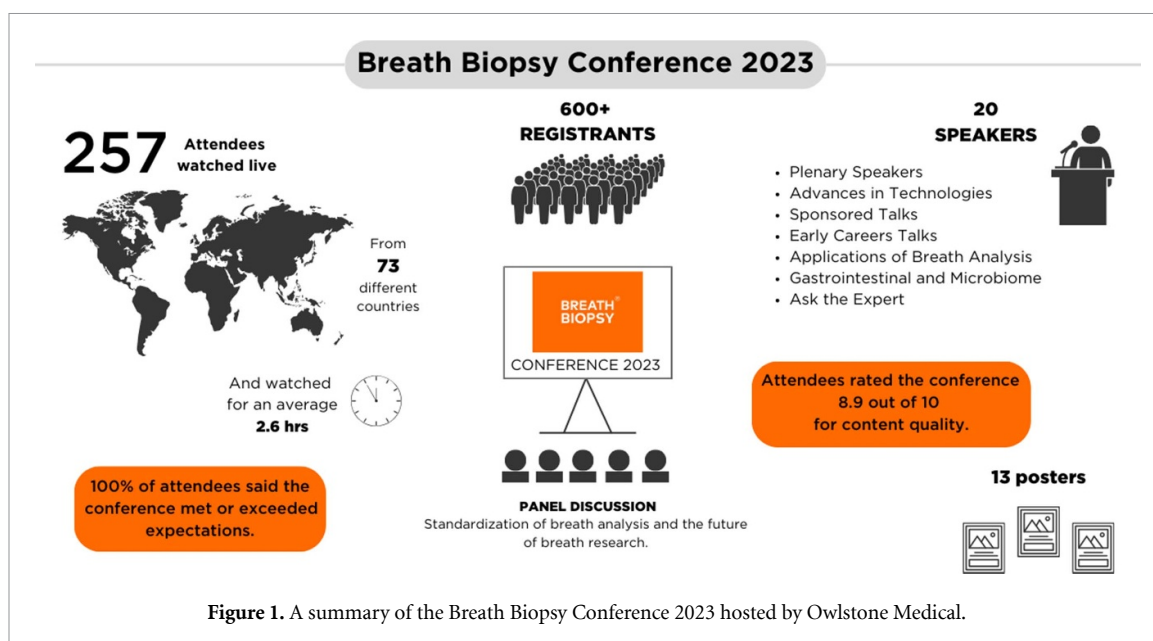 Breath Biopsy Conference 2023
257
Attendees
watched live
From
73
different
countries
And watched
for an average
2.6 hrs
100% of attendees said the
conference met or exceeded
expectations.
600+
REGISTRANTS
BREATH®
BIOPSY
CONFERENCE 2023
PANEL DISCUSSION
Standardization of breath analysis and the future
of breath research.
20
SPEAKERS
• Plenary Speakers
• Advances in Technologies
• Sponsored Talks
• Early Careers Talks
• Applications of Breath Analysis
• Gastrointestinal and Microbiome
• Ask the Expert
Attendees rated the conference
8.9 out of 10
for content quality.
13 posters
Figure 1. A summary of the Breath Biopsy Conference 2023 hosted by Owlstone Medical.